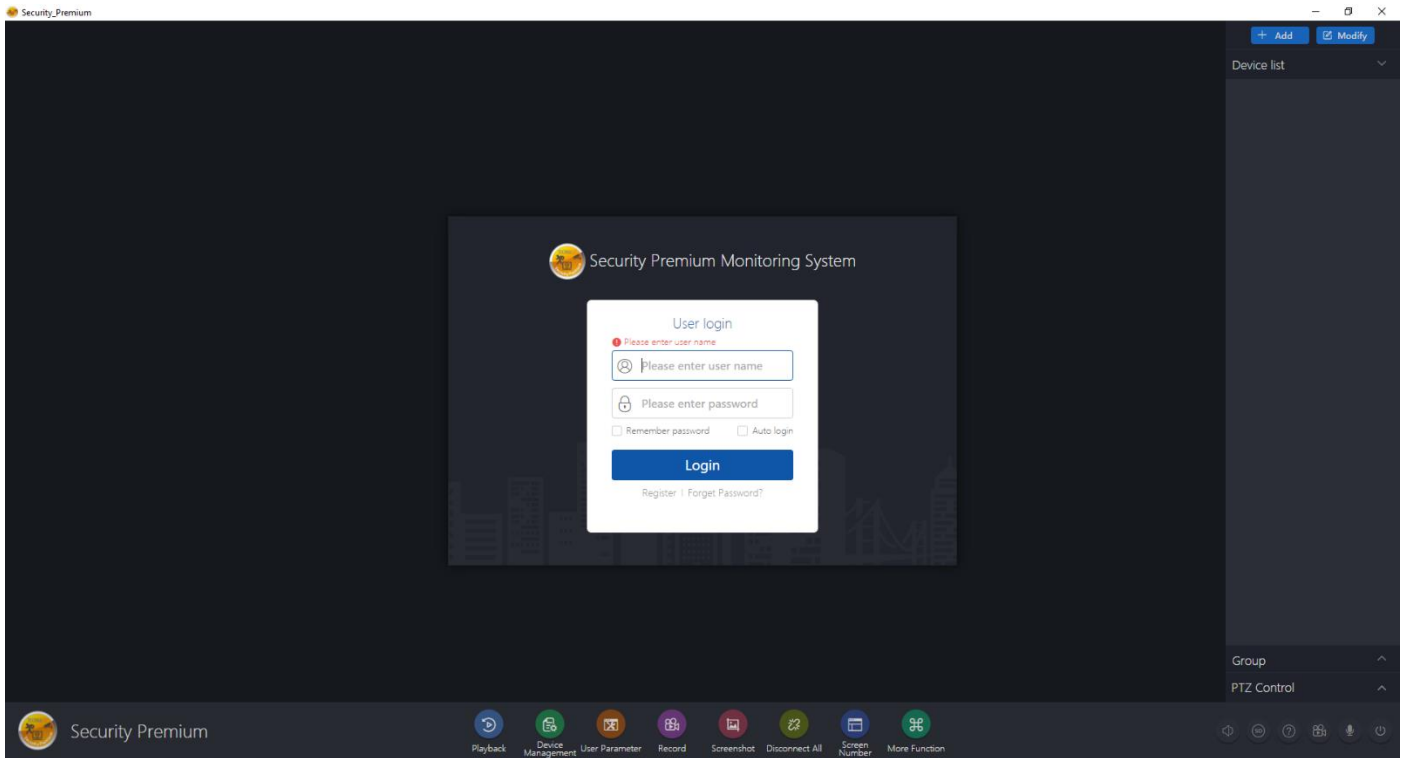 Security_Premium
Add
Modify
Device list
Security Premium Monitoring System
User login
Please enter user name
Please enter user name
Please enter password
Remember password
Auto login
Login
Register | Forget Password?
Group
PTZ Control
Security Premium
Playback
Device Management
User Parameter
Record
Screenshot
Disconnect All
Screen Number
More Function